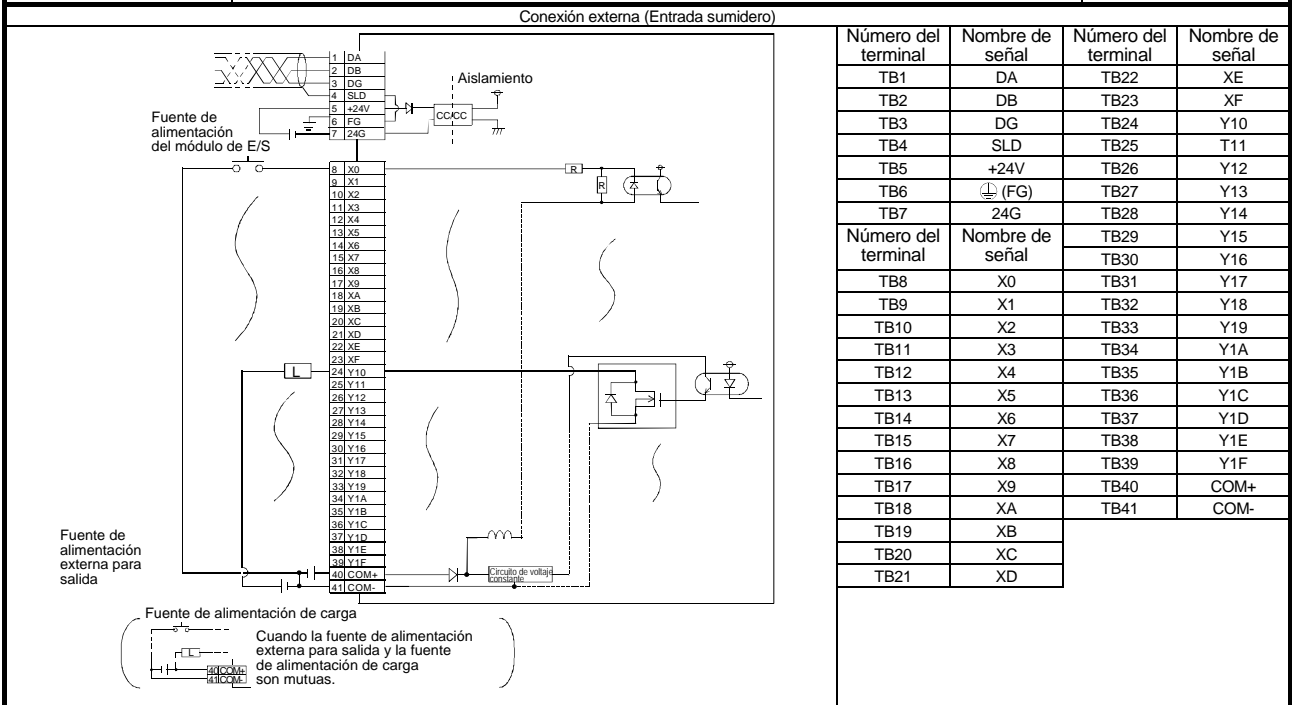 Conexión externa (Entrada sumidero)
1 DA
2 DB
3 DG
4 SLD
5 +24V
6 FG
7 24G
Aislamiento
CC/CC
Fuente de
alimentación
del módulo de E/S
8 X0
9 X1
10 X2
11 X3
12 X4
13 X5
14 X6
15 X7
16 X8
17 X9
18 XA
19 XB
20 XC
21 XD
22 XE
23 XF
24 Y10
25 Y11
26 Y12
27 Y13
28 Y14
29 Y15
30 Y16
31 Y17
32 Y18
33 Y19
34 Y1A
35 Y1B
36 Y1C
37 Y1D
38 Y1E
39 Y1F
40 COM+
41 COM-
R
R
L
Circuito de voltaje
constante
Fuente de
alimentación
externa para
salida
Fuente de alimentación de carga
L
40 COM+
41 COM-
Cuando la fuente de alimentación
externa para salida y la fuente
de alimentación de carga
son mutuas.
Número del terminal Nombre de señal Número del terminal Nombre de señal
TB1 DA TB22 XE
TB2 DB TB23 XF
TB3 DG TB24 Y10
TB4 SLD TB25 T11
TB5 +24V TB26 Y12
TB6 (FG) TB27 Y13
TB7 24G TB28 Y14
Número del terminal Nombre de señal TB29 Y15
TB30 Y16
TB8 X0 TB31 Y17
TB9 X1 TB32 Y18
TB10 X2 TB33 Y19
TB11 X3 TB34 Y1A
TB12 X4 TB35 Y1B
TB13 X5 TB36 Y1C
TB14 X6 TB37 Y1D
TB15 X7 TB38 Y1E
TB16 X8 TB39 Y1F
TB17 X9 TB40 COM+
TB18 XA TB41 COM-
TB19 XB
TB20 XC
TB21 XD